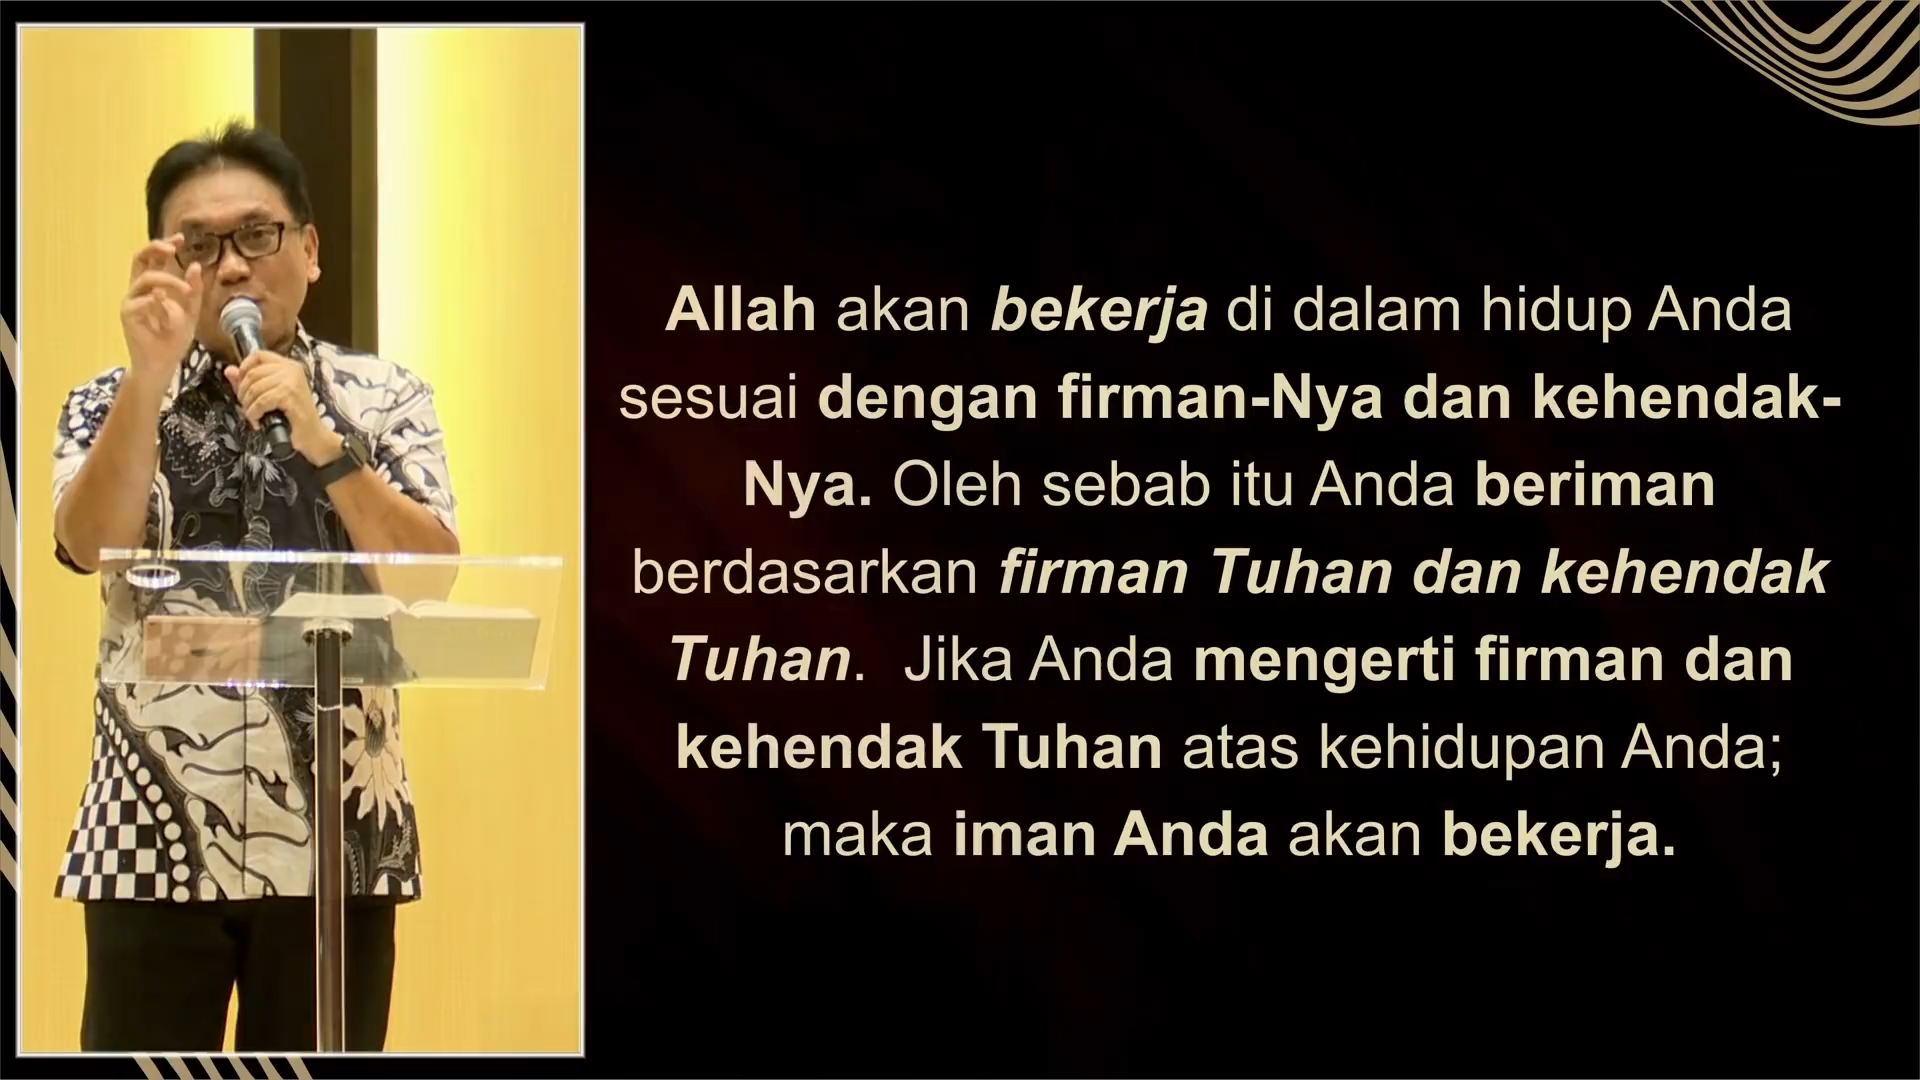 Allah akan bekerja di dalam hidup Anda
sesuai dengan firman-Nya dan kehendak-
Nya. Oleh sebab itu Anda beriman
berdasarkan firman Tuhan dan kehendak
Tuhan.  Jika Anda mengerti firman dan
kehendak Tuhan atas kehidupan Anda;
maka iman Anda akan bekerja.